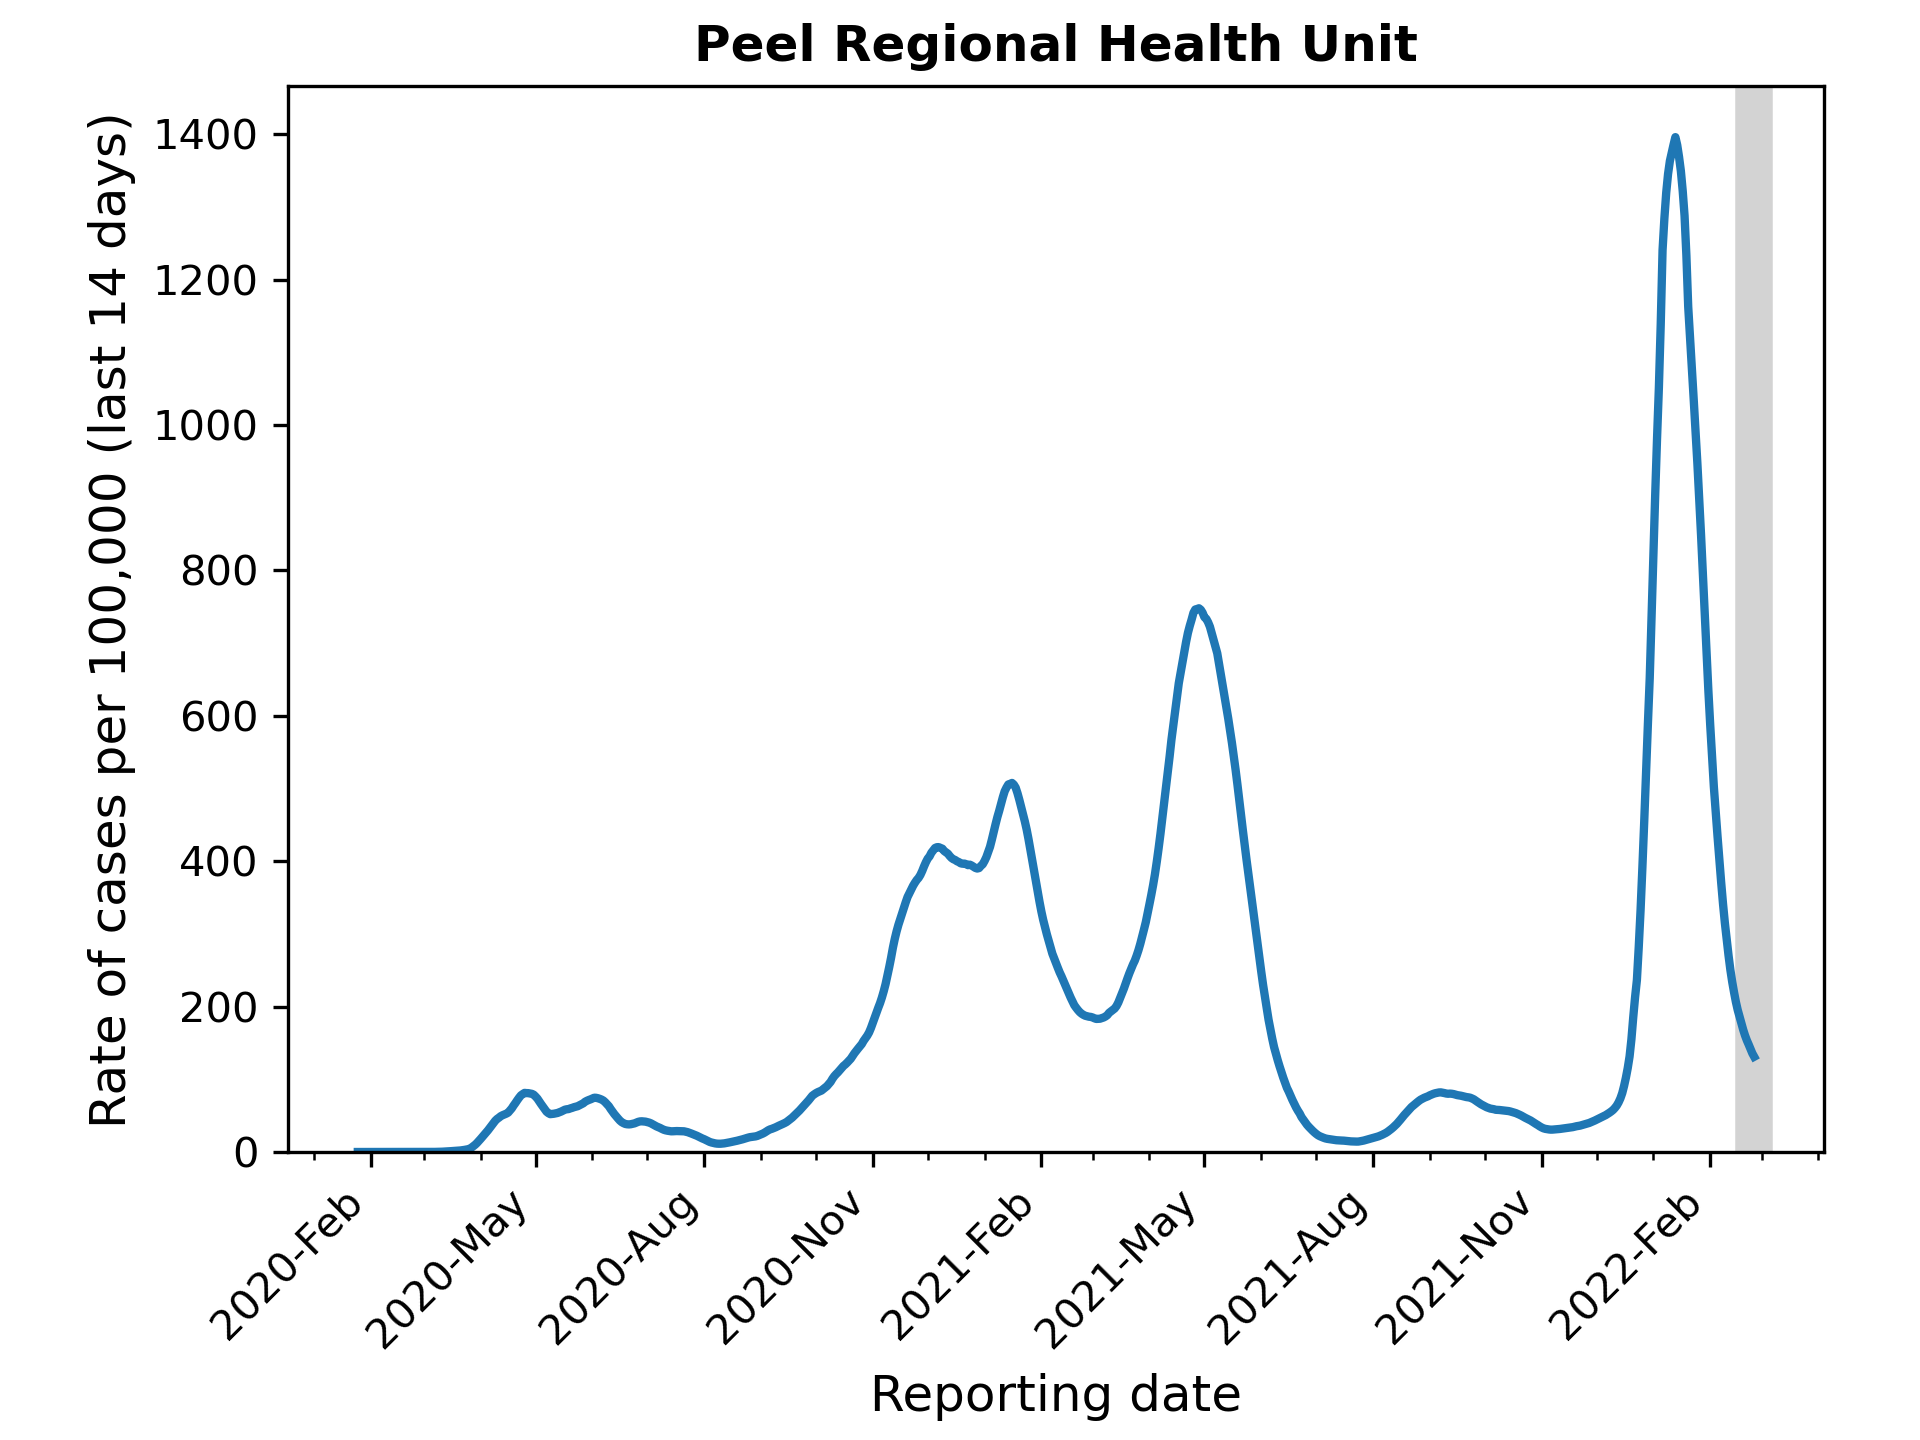 Peel Regional Health Unit
Rate of cases per 100,000 (last 14 days)
1400
1200
1000
800
600
400
200
0
2020-Feb
2020-May
2020-Aug
2020-Nov
2021-Feb
2021-May
2021-Aug
2021-Nov
2022-Feb
Reporting date